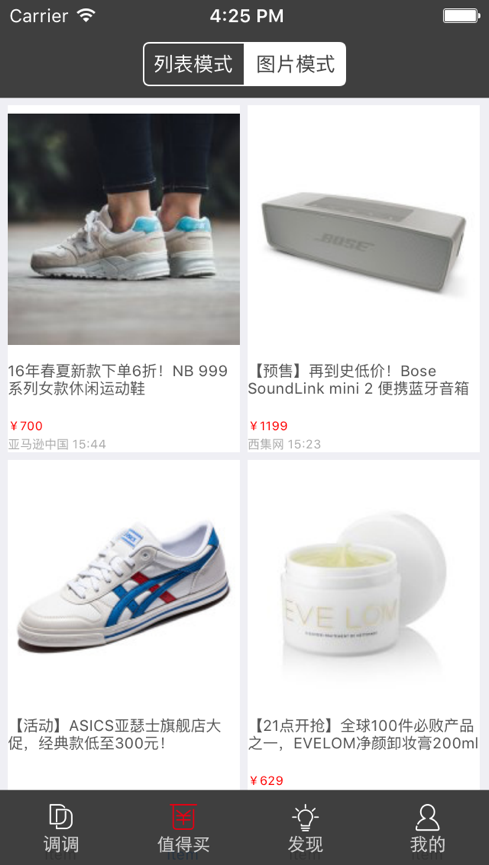 Carrier 4:25 PM
列表模式 图片模式
BOSE
16年春夏新款下单6折！NB 999
系列女款休闲运动鞋
￥700
亚马逊中国 15:44
【预售】再到史低价！Bose
SoundLink mini 2 便携蓝牙音箱
￥1199
西集网 15:23
EVE LOM
【活动】ASICS亚瑟士旗舰店大
促，经典款低至300元！
【21点开抢】全球100件必败产品
之一，EVELOM净颜卸妆膏200ml
￥629
调调 值得买 发现 我的
Item Item Item Item